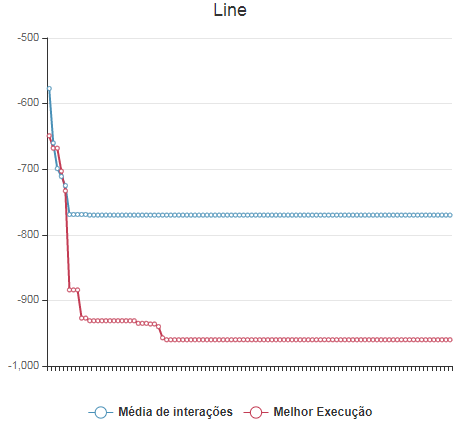 Line
-500
-600
-700
-800
-900
-1,000
Média de interações
Melhor Execução